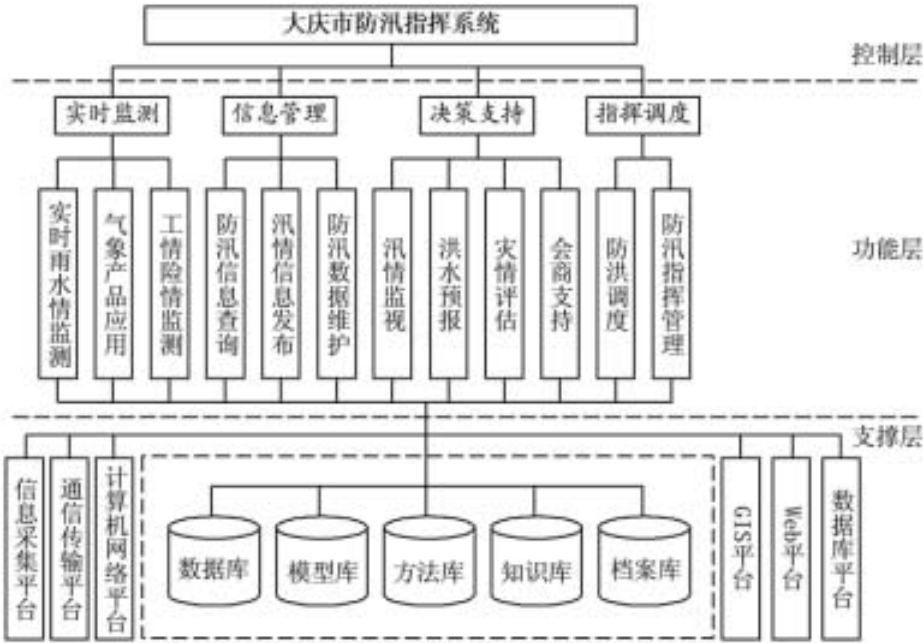 大庆市防汛指挥系统
控制层
实时监测
信息管理
决策支持
指挥调度
实时雨水情监测
气象产品应用
工情险情监测
防汛信息查询
汛情信息发布
防汛数据维护
汛情监视
洪水预报
灾情评估
会商支持
防洪调度
防汛指挥管理
功能层
支撑层
信息采集平台
通信传输平台
计算机网络平台
数据库
模型库
方法库
知识库
档案库
GIS平台
Web平台
数据库平台